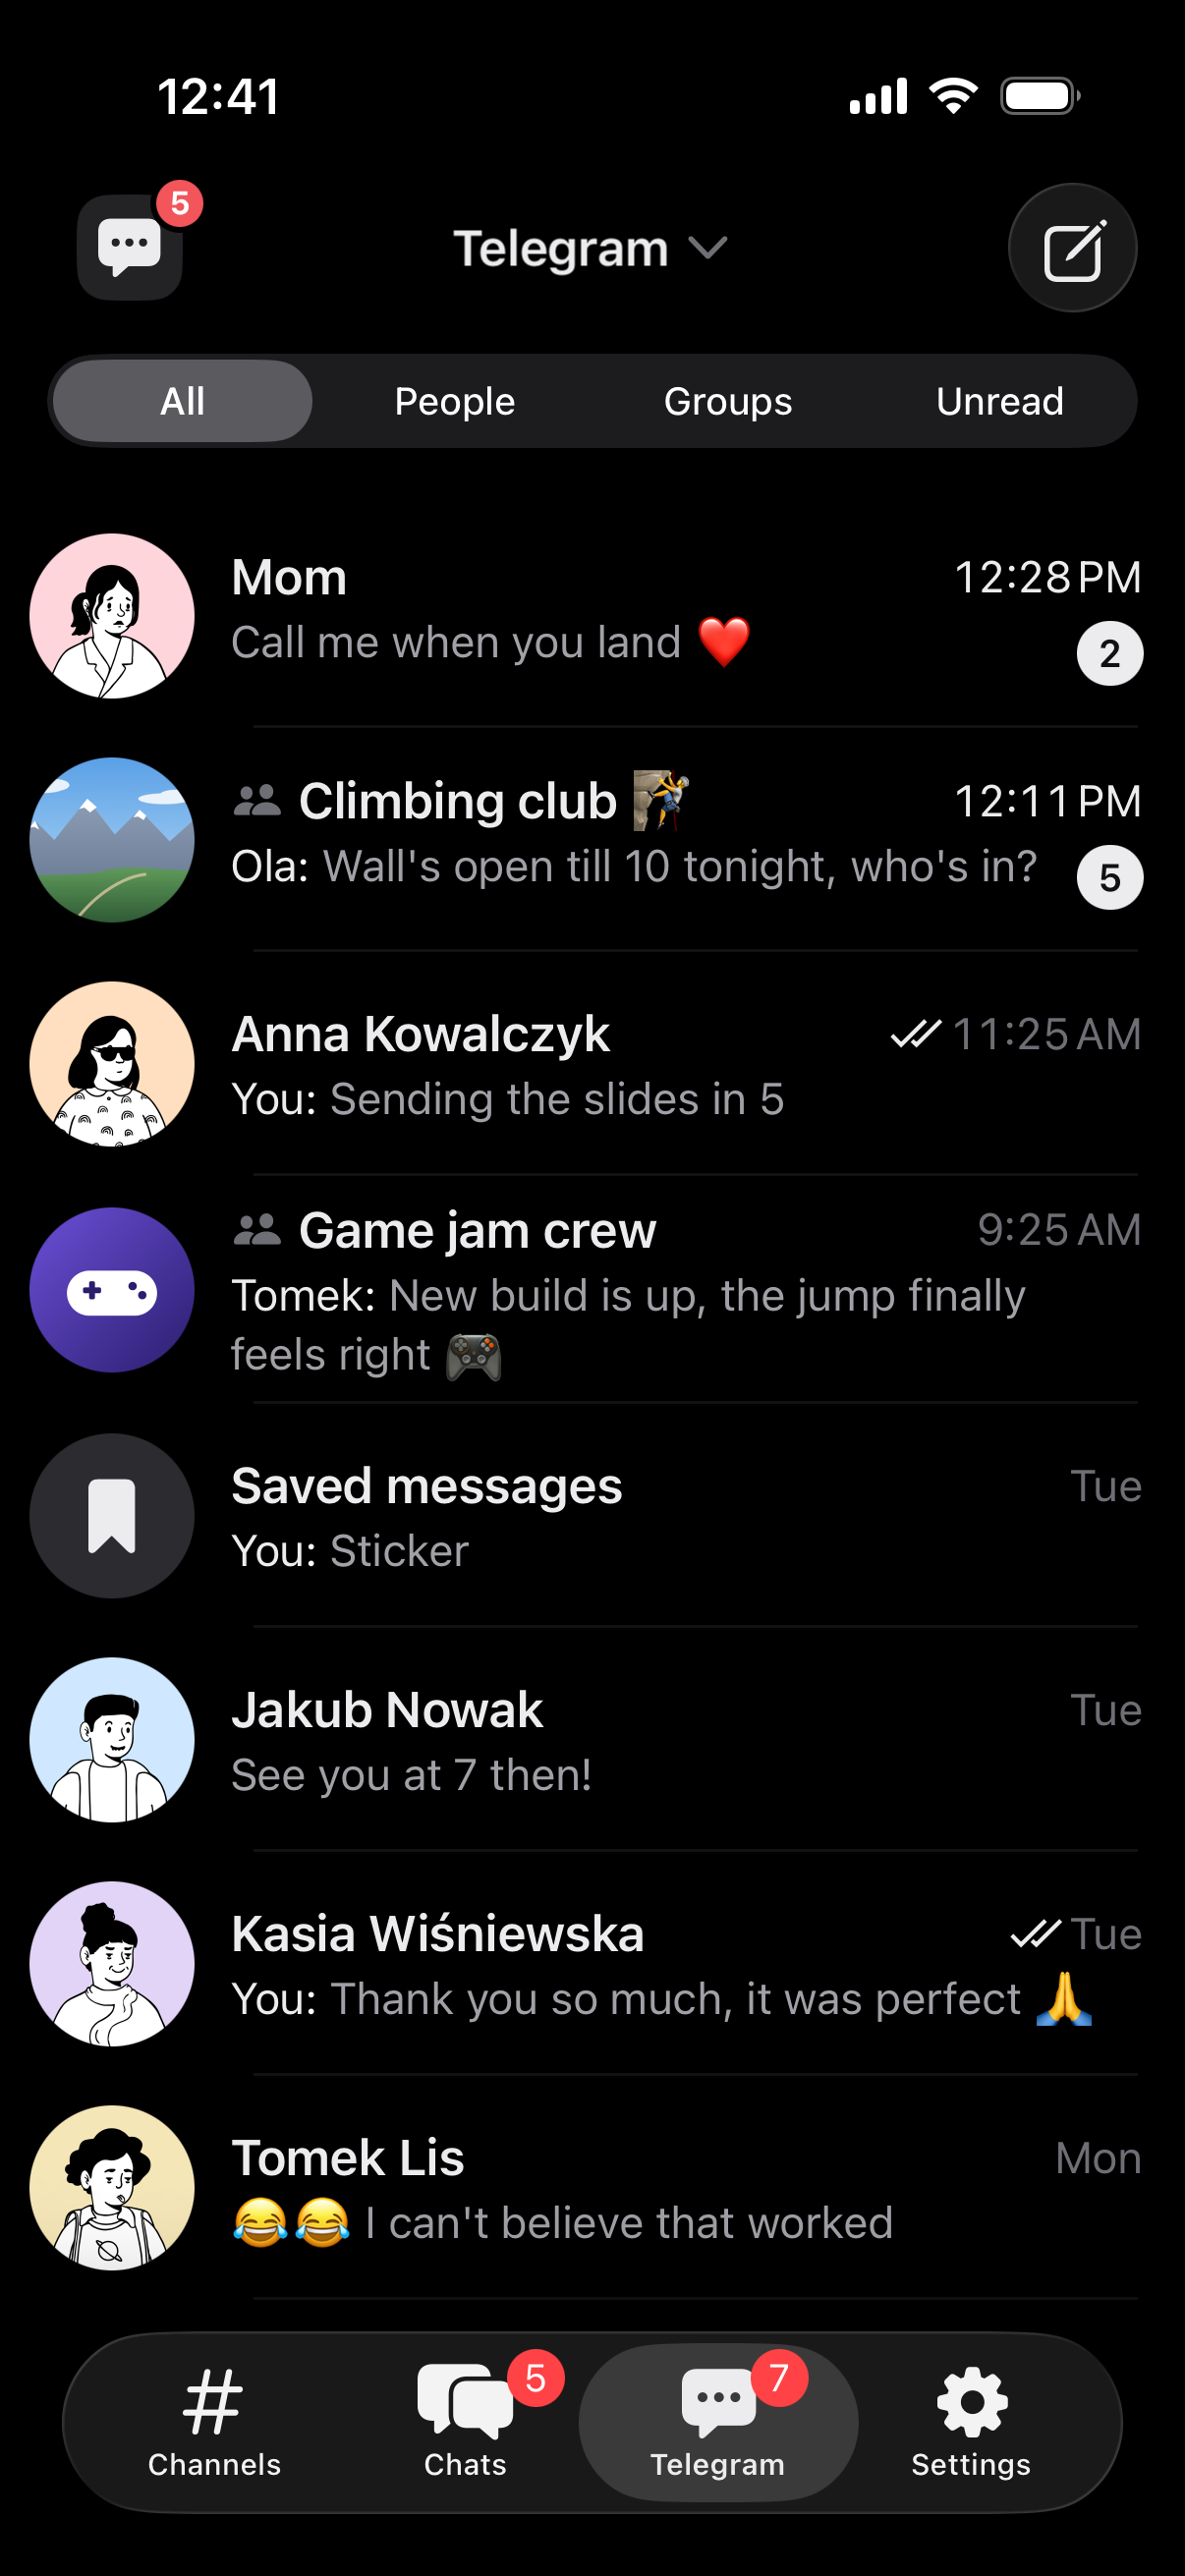 12:41
5
Telegram
All People Groups Unread
Mom 12:28 PM
Call me when you land ❤️ 2
Climbing club 🧗 12:11 PM
Ola: Wall's open till 10 tonight, who's in? 5
Anna Kowalczyk 11:25 AM
You: Sending the slides in 5
Game jam crew 9:25 AM
Tomek: New build is up, the jump finally
feels right 🎮
Saved messages Tue
You: Sticker
Jakub Nowak Tue
See you at 7 then!
Kasia Wiśniewska Tue
You: Thank you so much, it was perfect 🙏
Tomek Lis Mon
😂😂 I can't believe that worked
5 7
Channels Chats Telegram Settings